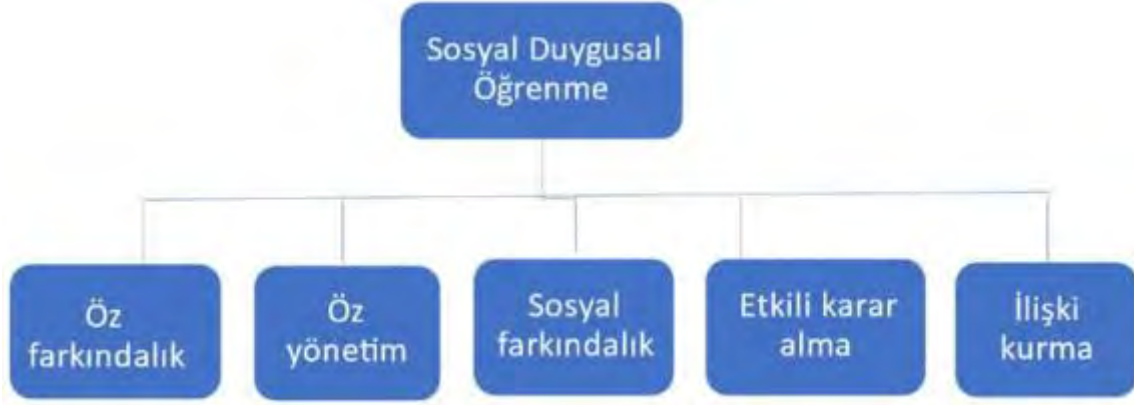 Sosyal Duygusal
Öğrenme
Öz
farkındalık
Öz
yönetim
Sosyal
farkındalık
Etkili karar
alma
İlişki
kurma